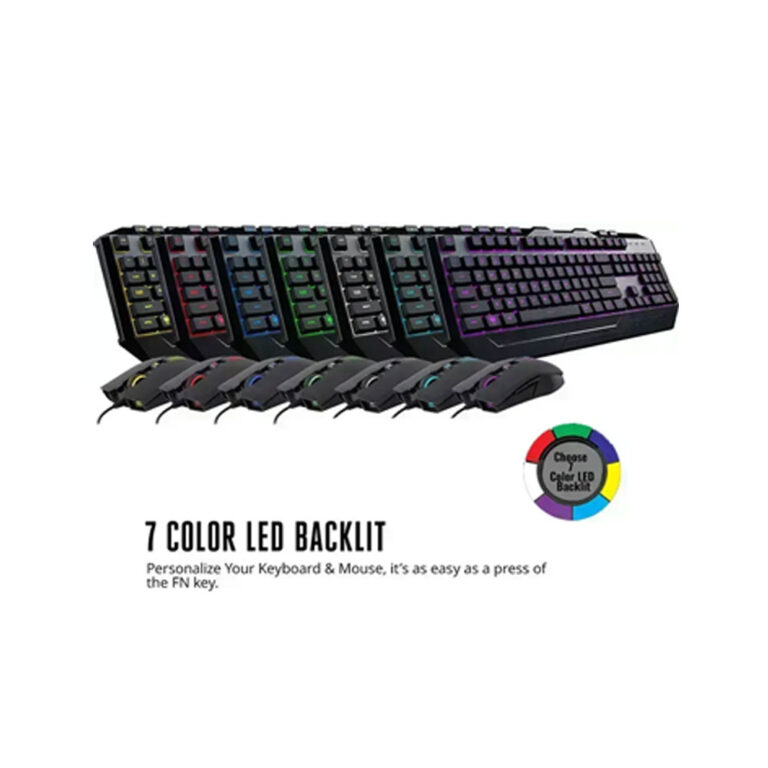 Choose
7
Color LED
Backlit
7 COLOR LED BACKLIT
Personalize Your Keyboard & Mouse, it's as easy as a press of
the FN key.